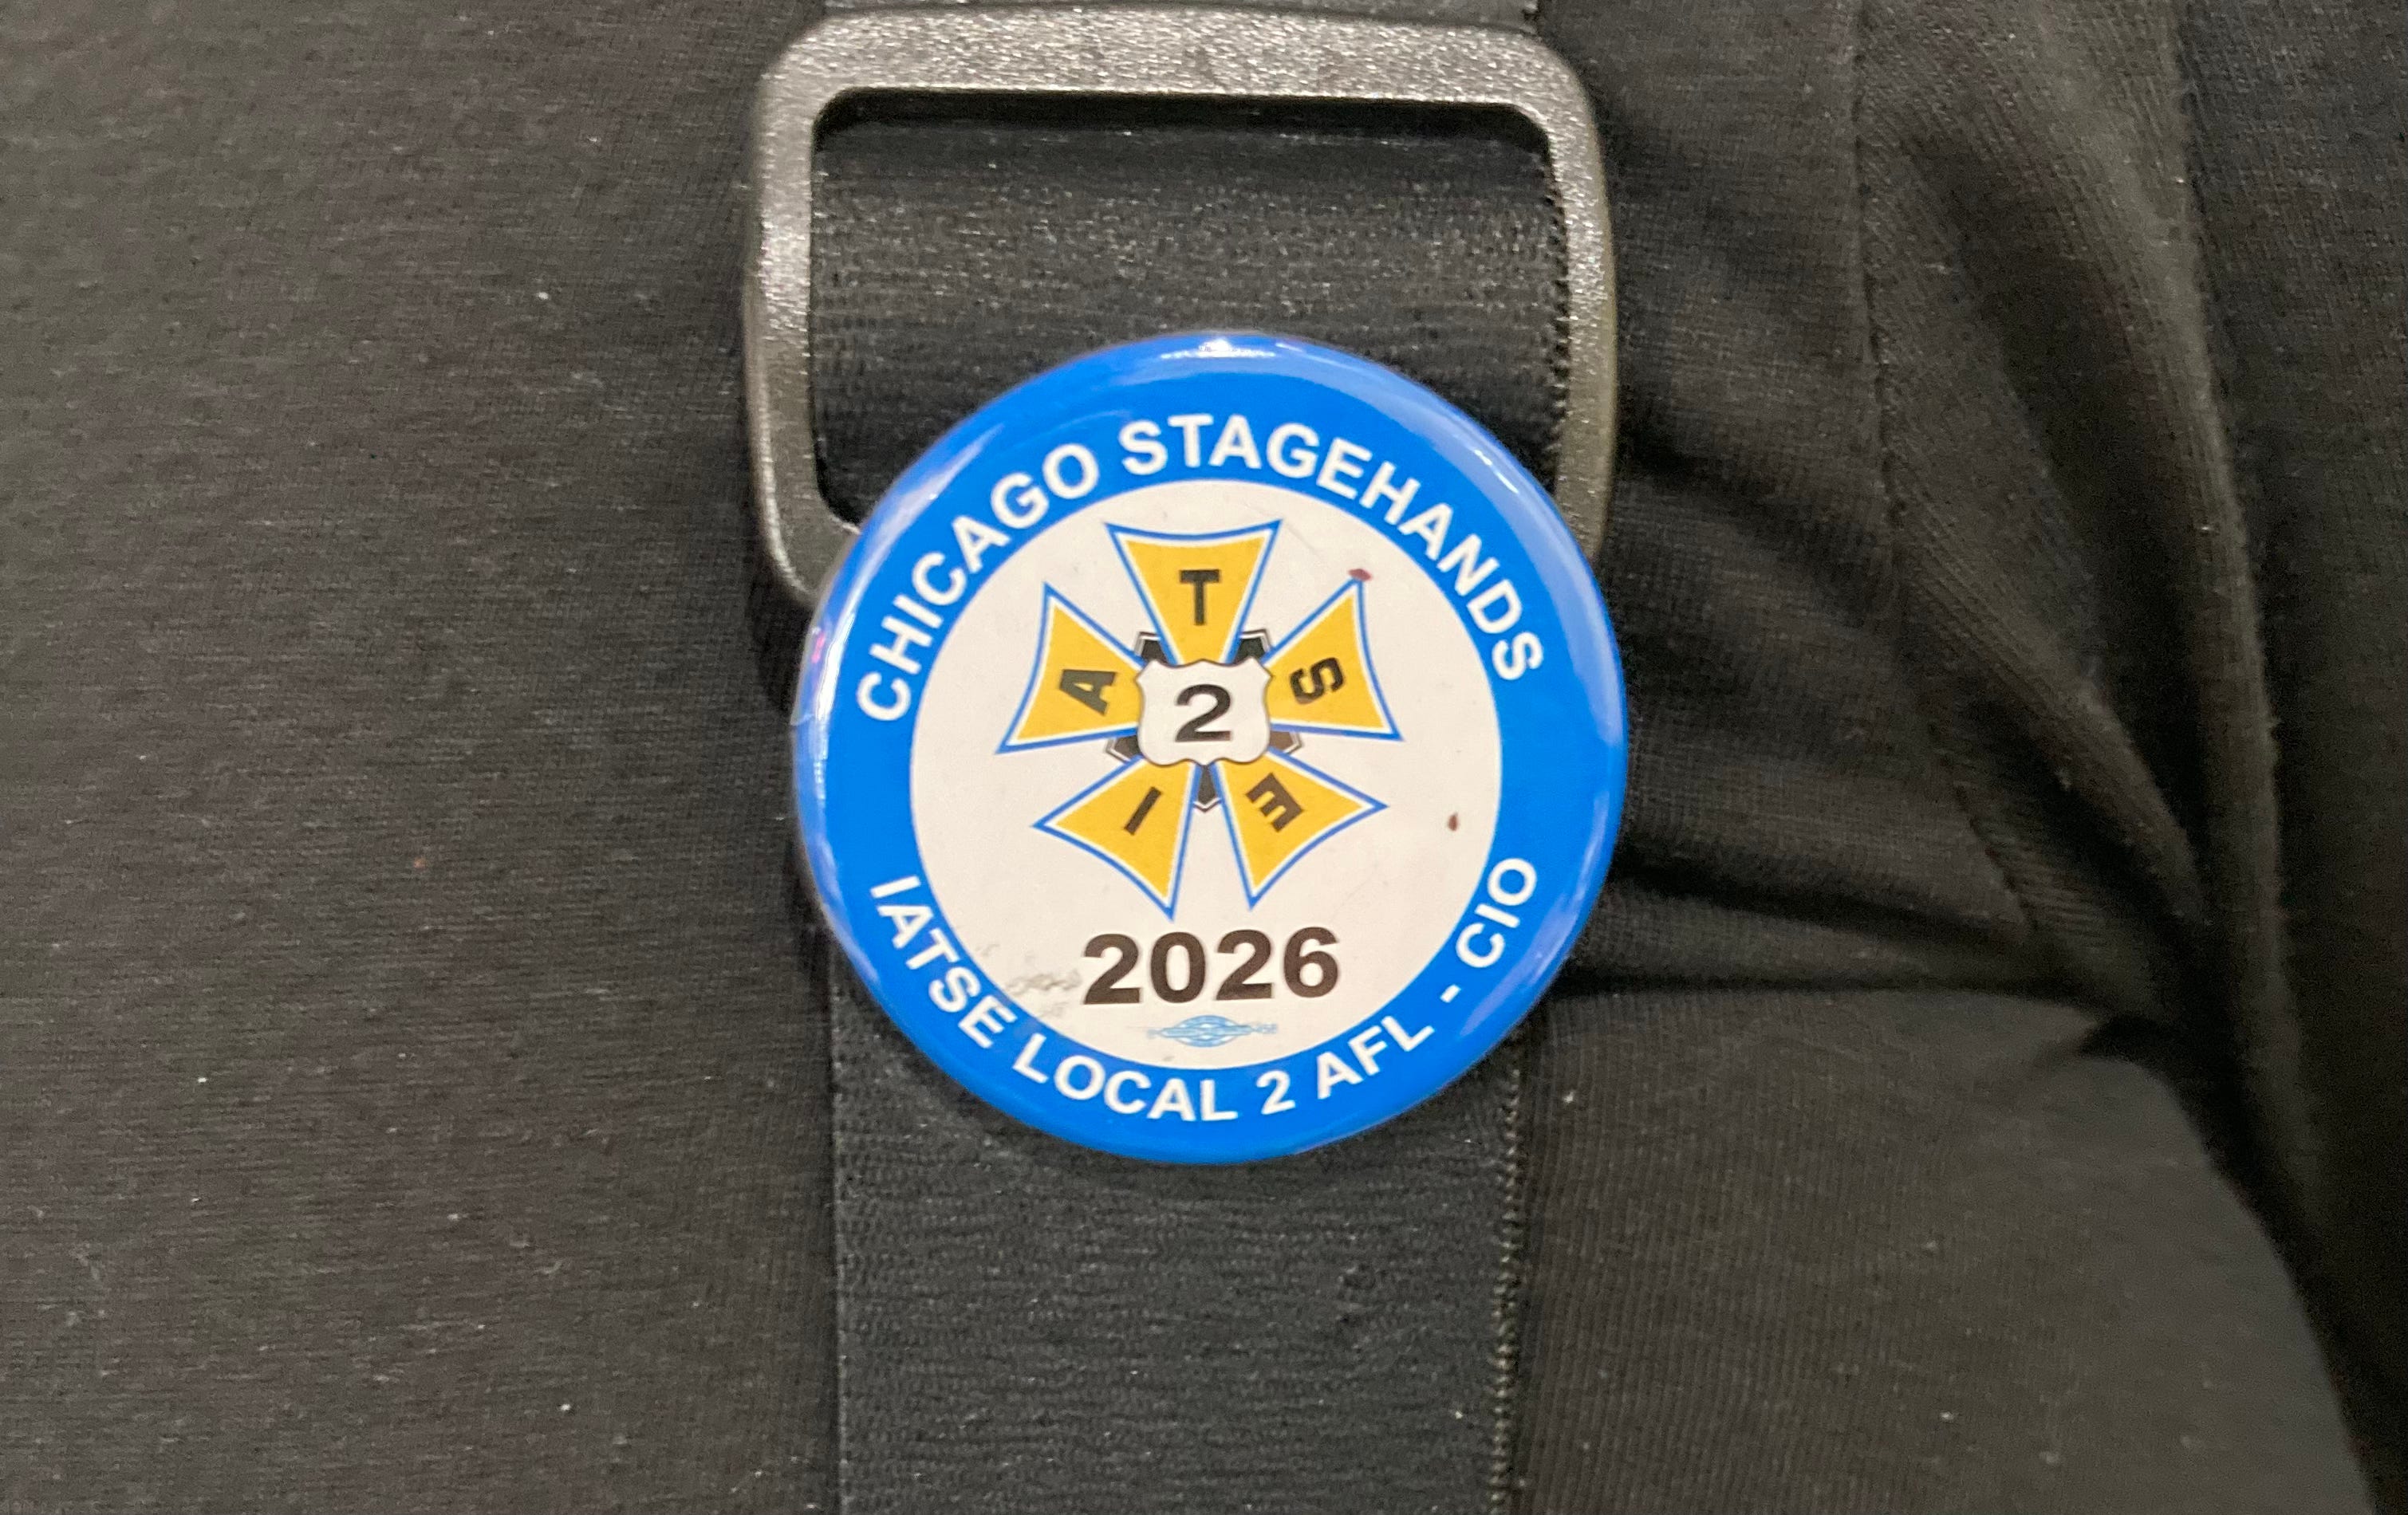 CHICAGO STAGEHANDS
I A T S E
2
2026
IATSE LOCAL 2 AFL - CIO